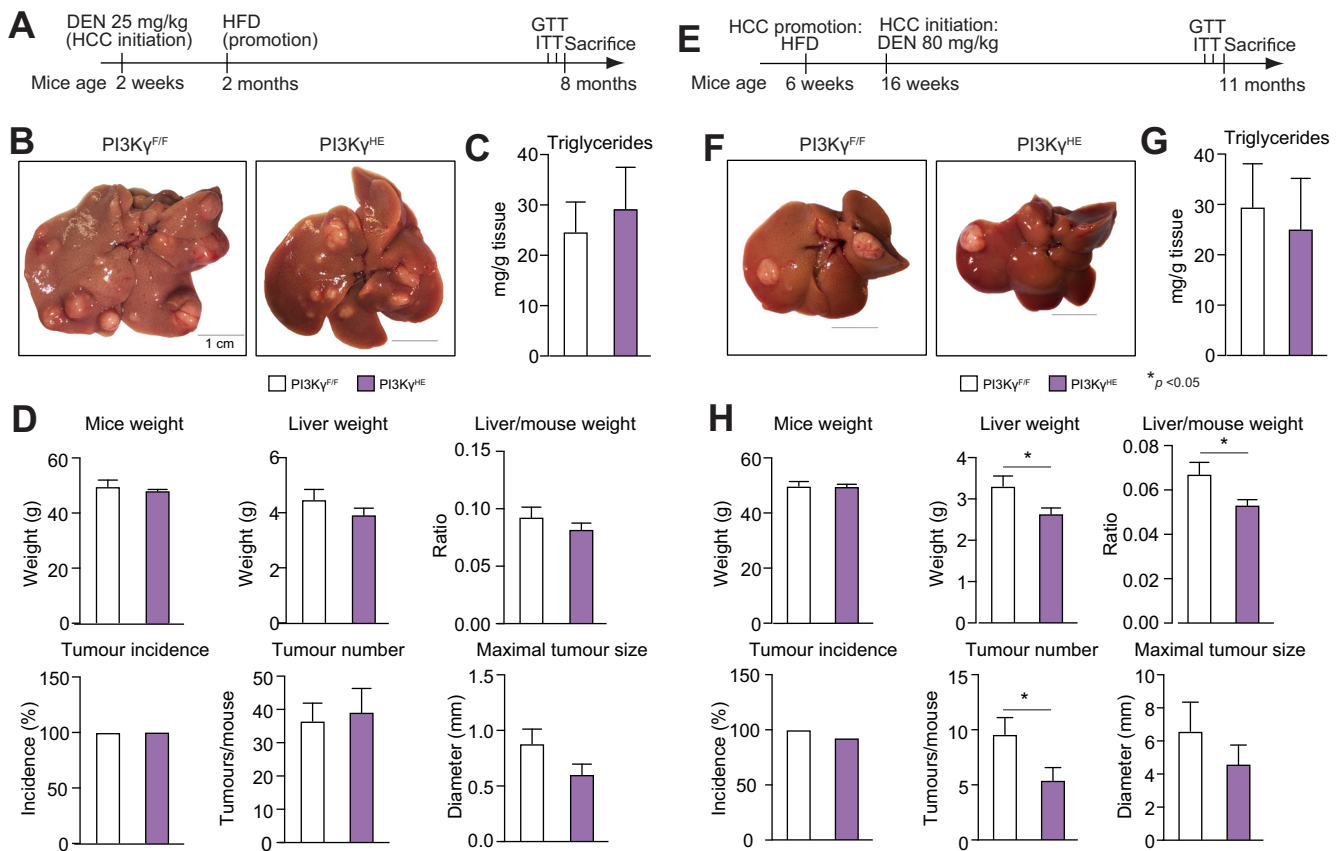 A
DEN 25 mg/kg
(HCC initiation)
HFD
(promotion)
GTT
ITT Sacrifice
Mice age 2 weeks
2 months
8 months
B
PI3Kγ^F/F
PI3Kγ^HE
1 cm
C
Triglycerides
mg/g tissue
40
30
20
10
0
PI3Kγ^F/F
PI3Kγ^HE
D
Mice weight
Weight (g)
60
40
20
0
Liver weight
Weight (g)
6
4
2
0
Liver/mouse weight
Ratio
0.15
0.10
0.05
0.00
Tumour incidence
Incidence (%)
150
100
50
0
Tumour number
Tumours/mouse
50
40
30
20
10
0
Maximal tumour size
Diameter (mm)
1.5
1.0
0.5
0.0
E
HCC promotion:
HFD
HCC initiation:
DEN 80 mg/kg
GTT
ITT Sacrifice
Mice age 6 weeks
16 weeks
11 months
F
PI3Kγ^F/F
PI3Kγ^HE
G
Triglycerides
mg/g tissue
40
30
20
10
0
PI3Kγ^F/F
PI3Kγ^HE
*p <0.05
H
Mice weight
Weight (g)
60
40
20
0
Liver weight
Weight (g)
4
3
2
1
0
*
Liver/mouse weight
Ratio
0.08
0.06
0.04
0.02
0.00
*
Tumour incidence
Incidence (%)
150
100
50
0
Tumour number
Tumours/mouse
15
10
5
0
*
Maximal tumour size
Diameter (mm)
10
8
6
4
2
0